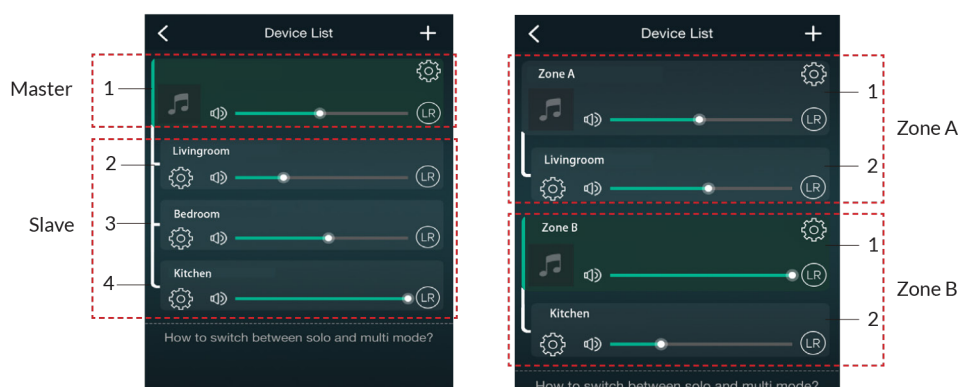 Device List
+
Master
1
LR
Slave
2
Livingroom
LR
3
Bedroom
LR
4
Kitchen
LR
How to switch between solo and multi mode?
Device List
+
Zone A
1
LR
Zone A
Livingroom
2
LR
Zone B
1
LR
Zone B
Kitchen
2
LR
How to switch between solo and multi mode?